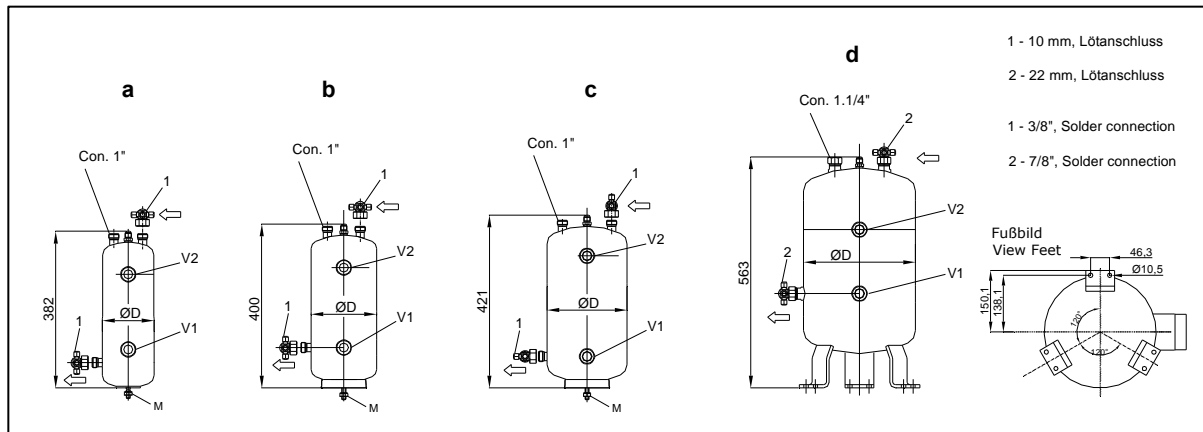 a
Con. 1"
1
382
V2
ØD
V1
1
M
b
Con. 1"
1
400
V2
ØD
V1
1
M
c
Con. 1"
1
421
V2
ØD
V1
1
M
d
Con. 1.1/4"
2
563
V2
ØD
V1
2
1 - 10 mm, Lötanschluss
2 - 22 mm, Lötanschluss
1 - 3/8", Solder connection
2 - 7/8", Solder connection
Fußbild
View Feet
46,3
Ø10,5
150,1
138,1
120°
120°